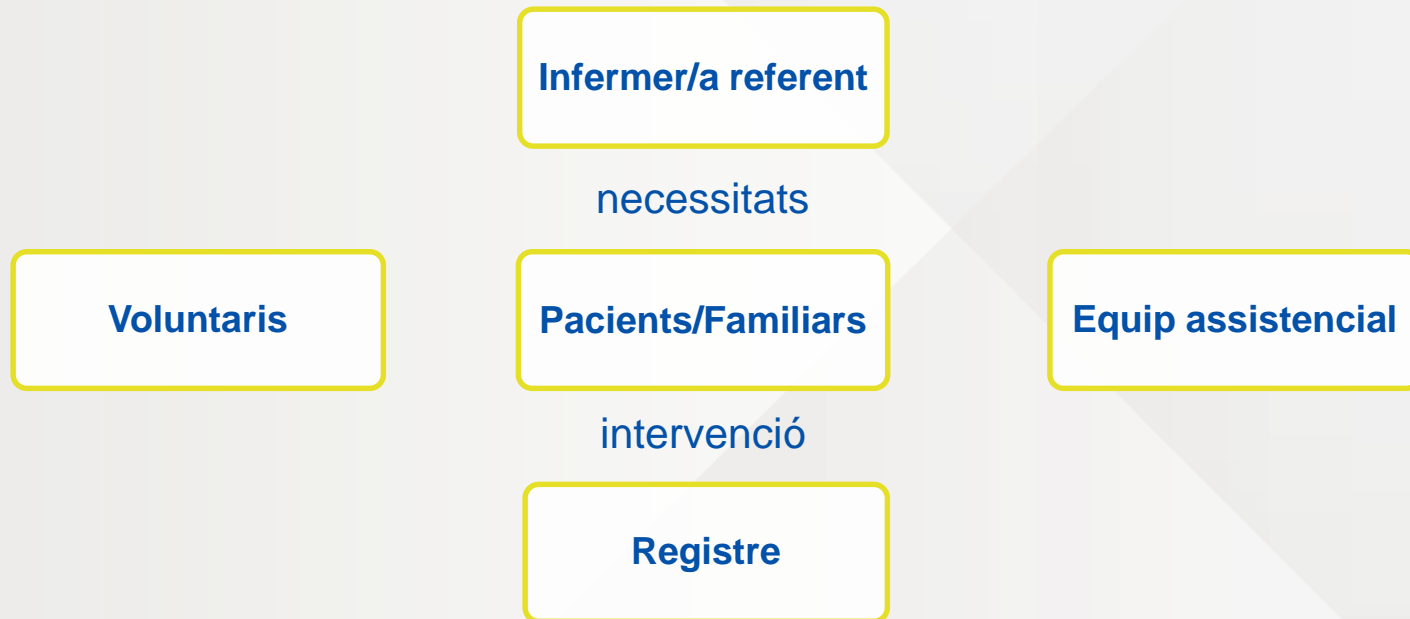 Infermer/a referent
necessitats
Voluntaris
Pacients/Familiars
Equip assistencial
intervenció
Registre